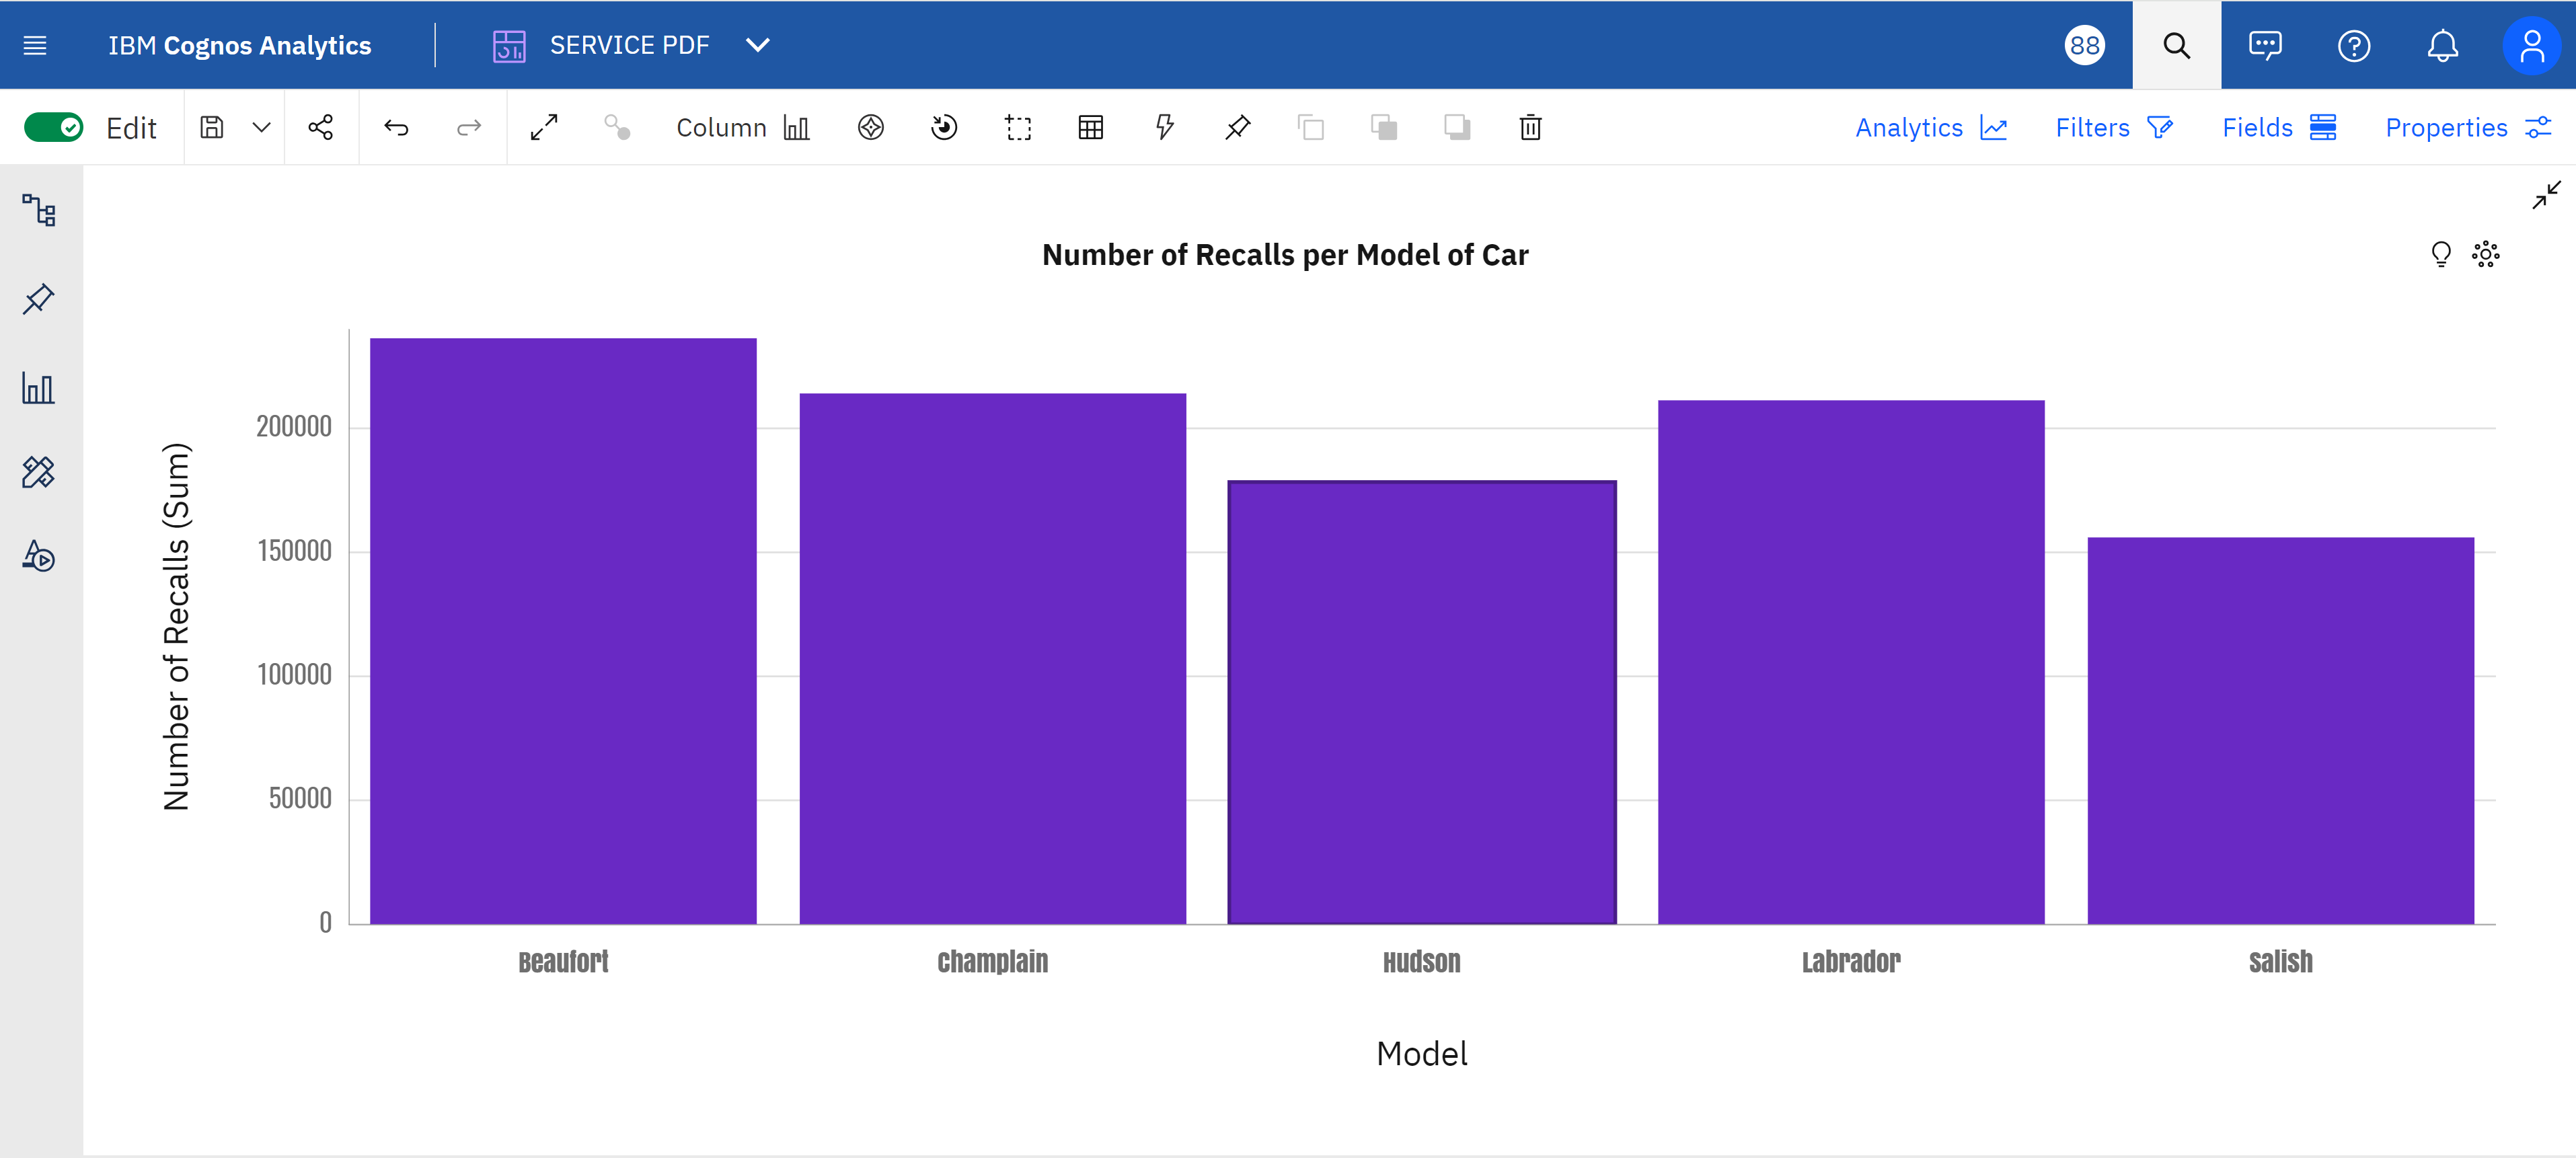 IBM Cognos Analytics
SERVICE PDF
88
Edit
Column
Analytics
Filters
Fields
Properties
Number of Recalls per Model of Car
Number of Recalls (Sum)
200000
150000
100000
50000
0
Beaufort
Champlain
Hudson
Labrador
Salish
Model